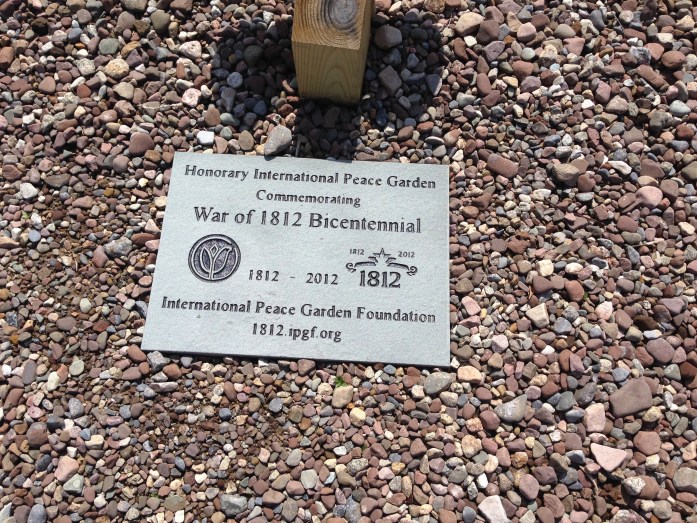 Honorary International Peace Garden
Commemorating
War of 1812 Bicentennial
1812 2012
1812
1812 - 2012
International Peace Garden Foundation
1812.ipgf.org